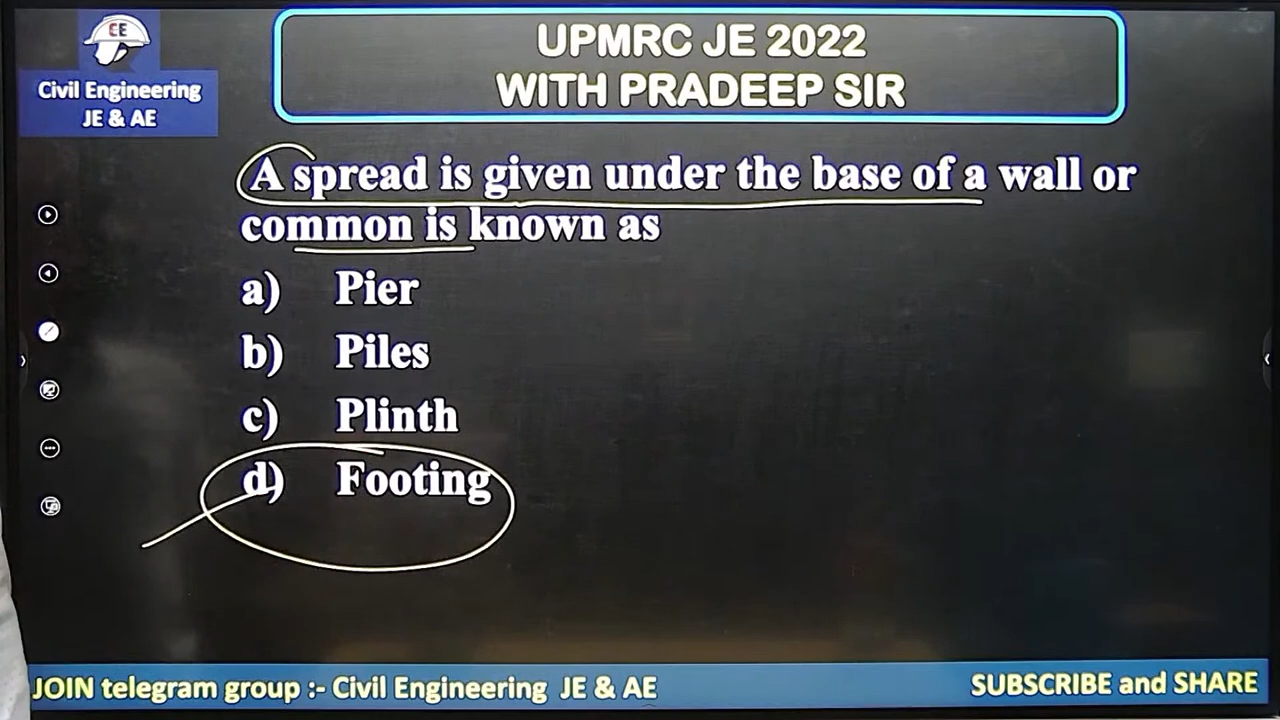 CE
Civil Engineering
JE & AE
UPMRC JE 2022
WITH PRADEEP SIR
A spread is given under the base of a wall or
common is known as
a) Pier
b) Piles
c) Plinth
d) Footing
JOIN telegram group :- Civil Engineering JE & AE
SUBSCRIBE and SHARE